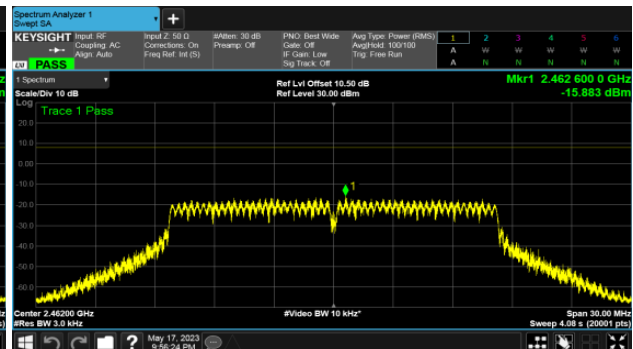 Spectrum Analyzer 1
Swept SA
+
KEYSIGHT Input: RF Input Z: 50 Ω #Atten: 30 dB PNO: Best Wide Avg Type: Power (RMS) 1 2 3 4 5 6
Coupling: AC Corrections: On Preamp: Off Gate: Off Avg|Hold: 100/100 A W W W W W
Align: Auto Freq Ref: Int (S) IF Gain: Low Trig: Free Run
LXI PASS Sig Track: Off A N N N N N
1 Spectrum Ref Lvl Offset 10.50 dB Mkr1 2.462 600 0 GHz
Scale/Div 10 dB Ref Level 30.00 dBm -15.883 dBm
Log
Trace 1 Pass
20.0
10.0
0.00
-10.0
1
-20.0
-30.0
-40.0
-50.0
-60.0
Center 2.46200 GHz #Video BW 10 kHz* Span 30.00 MHz
#Res BW 3.0 kHz Sweep 4.08 s (20001 pts)
? May 17, 2023
9:56:24 PM